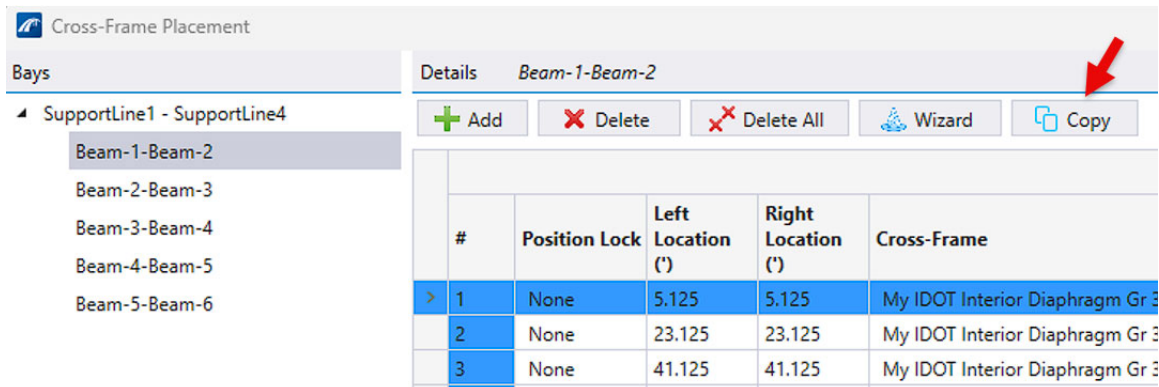 Cross-Frame Placement
Bays
SupportLine1 - SupportLine4
Beam-1-Beam-2
Beam-2-Beam-3
Beam-3-Beam-4
Beam-4-Beam-5
Beam-5-Beam-6
Details Beam-1-Beam-2
Add Delete Delete All Wizard Copy
# Position Lock Left Location (') Right Location (') Cross-Frame
1 None 5.125 5.125 My IDOT Interior Diaphragm Gr 3
2 None 23.125 23.125 My IDOT Interior Diaphragm Gr 3
3 None 41.125 41.125 My IDOT Interior Diaphragm Gr 3